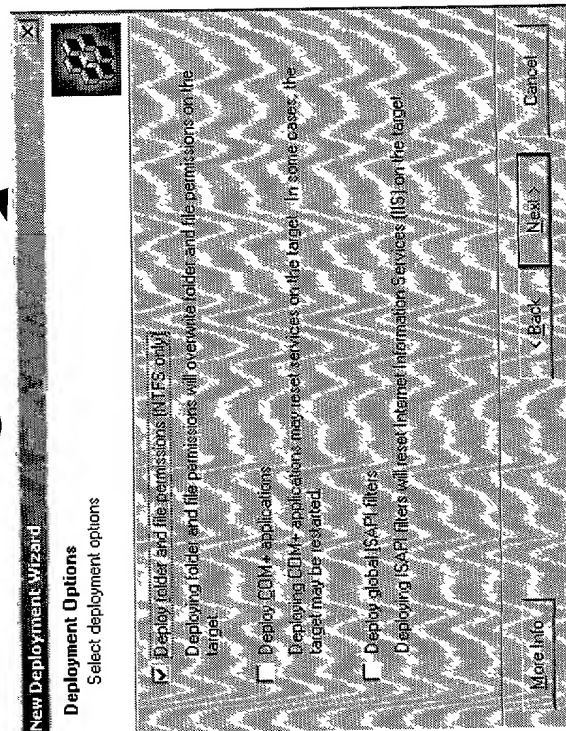 New Deployment Wizard
Deployment Options
Select deployment options
Deploy folder and file permissions (NTFS only)
Deploying folder and file permissions will overwrite folder and file permissions on the
target.
Deploy COM+ applications
Deploying COM+ applications may reset services on the target. In some cases, the
target may be restarted.
Deploy global ISAPI filters
Deploying ISAPI filters will reset Internet Information Services (IIS) on the target
More Info
< Back
Next >
Cancel